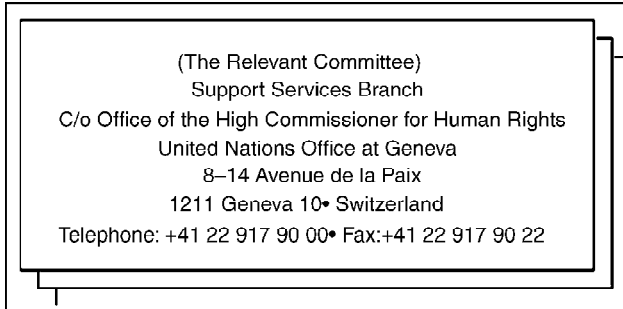 (The Relevant Committee)
Support Services Branch
C/o Office of the High Commissioner for Human Rights
United Nations Office at Geneva
8–14 Avenue de la Paix
1211 Geneva 10• Switzerland
Telephone: +41 22 917 90 00• Fax:+41 22 917 90 22